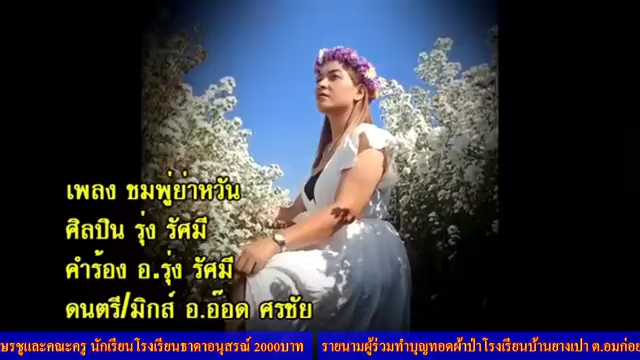 เพลง ชมพู่ย่าหวัน
ศิลปิน รุ่ง รัศมี
คำร้อง อ.รุ่ง รัศมี
ดนตรี/มิกส์ อ.อ๊อด ศรชัย
ษรชูและคณะครู นักเรียนโรงเรียนธาดาอนุสรณ์ 2000บาท รายนามผู้ร่วมทำบุญทอดผ้าป่าโรงเรียนบ้านยางเปา ต.อมก๋อย